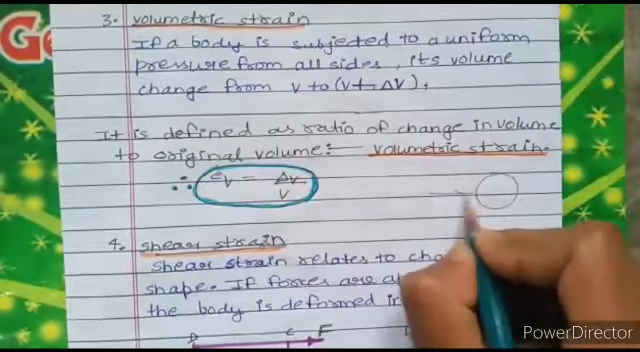 Ge
3. volumetric strain
If a body is subjected to a uniform
pressure from all sides, its volume
change from V to (V+ ΔV),
It is defined as ratio of change in volume
to original volume:- volumetric strain.
∴ eV = ΔV/V
4. shear strain
shear strain relates to
shape. If forces are
the body is deformed
F
PowerDirector